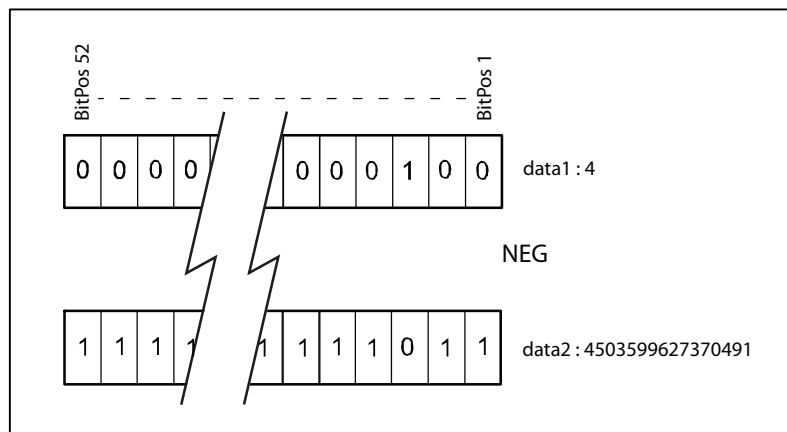 BitPos 52
BitPos 1
0 0 0 0 0 0 0 1 0 0
data1 : 4
NEG
1 1 1 1 1 1 1 1 0 1 1
data2 : 4503599627370491